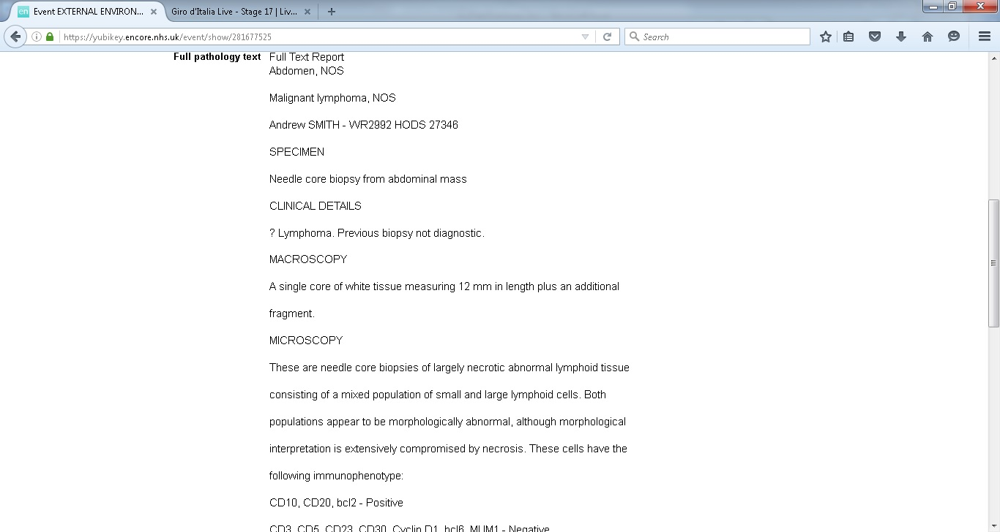 Event EXTERNAL ENVIRON...
Giro d'Italia Live - Stage 17 | Liv...
https://yubikey.encore.nhs.uk/event/show/281677525
Search
Full pathology text
Full Text Report
Abdomen, NOS
Malignant lymphoma, NOS
Andrew SMITH - WR2992 HODS 27346
SPECIMEN
Needle core biopsy from abdominal mass
CLINICAL DETAILS
? Lymphoma. Previous biopsy not diagnostic.
MACROSCOPY
A single core of white tissue measuring 12 mm in length plus an additional
fragment.
MICROSCOPY
These are needle core biopsies of largely necrotic abnormal lymphoid tissue
consisting of a mixed population of small and large lymphoid cells. Both
populations appear to be morphologically abnormal, although morphological
interpretation is extensively compromised by necrosis. These cells have the
following immunophenotype:
CD10, CD20, bcl2 - Positive
CD3, CD5, CD23, CD30, Cyclin D1, bcl6, MUM1 - Negative